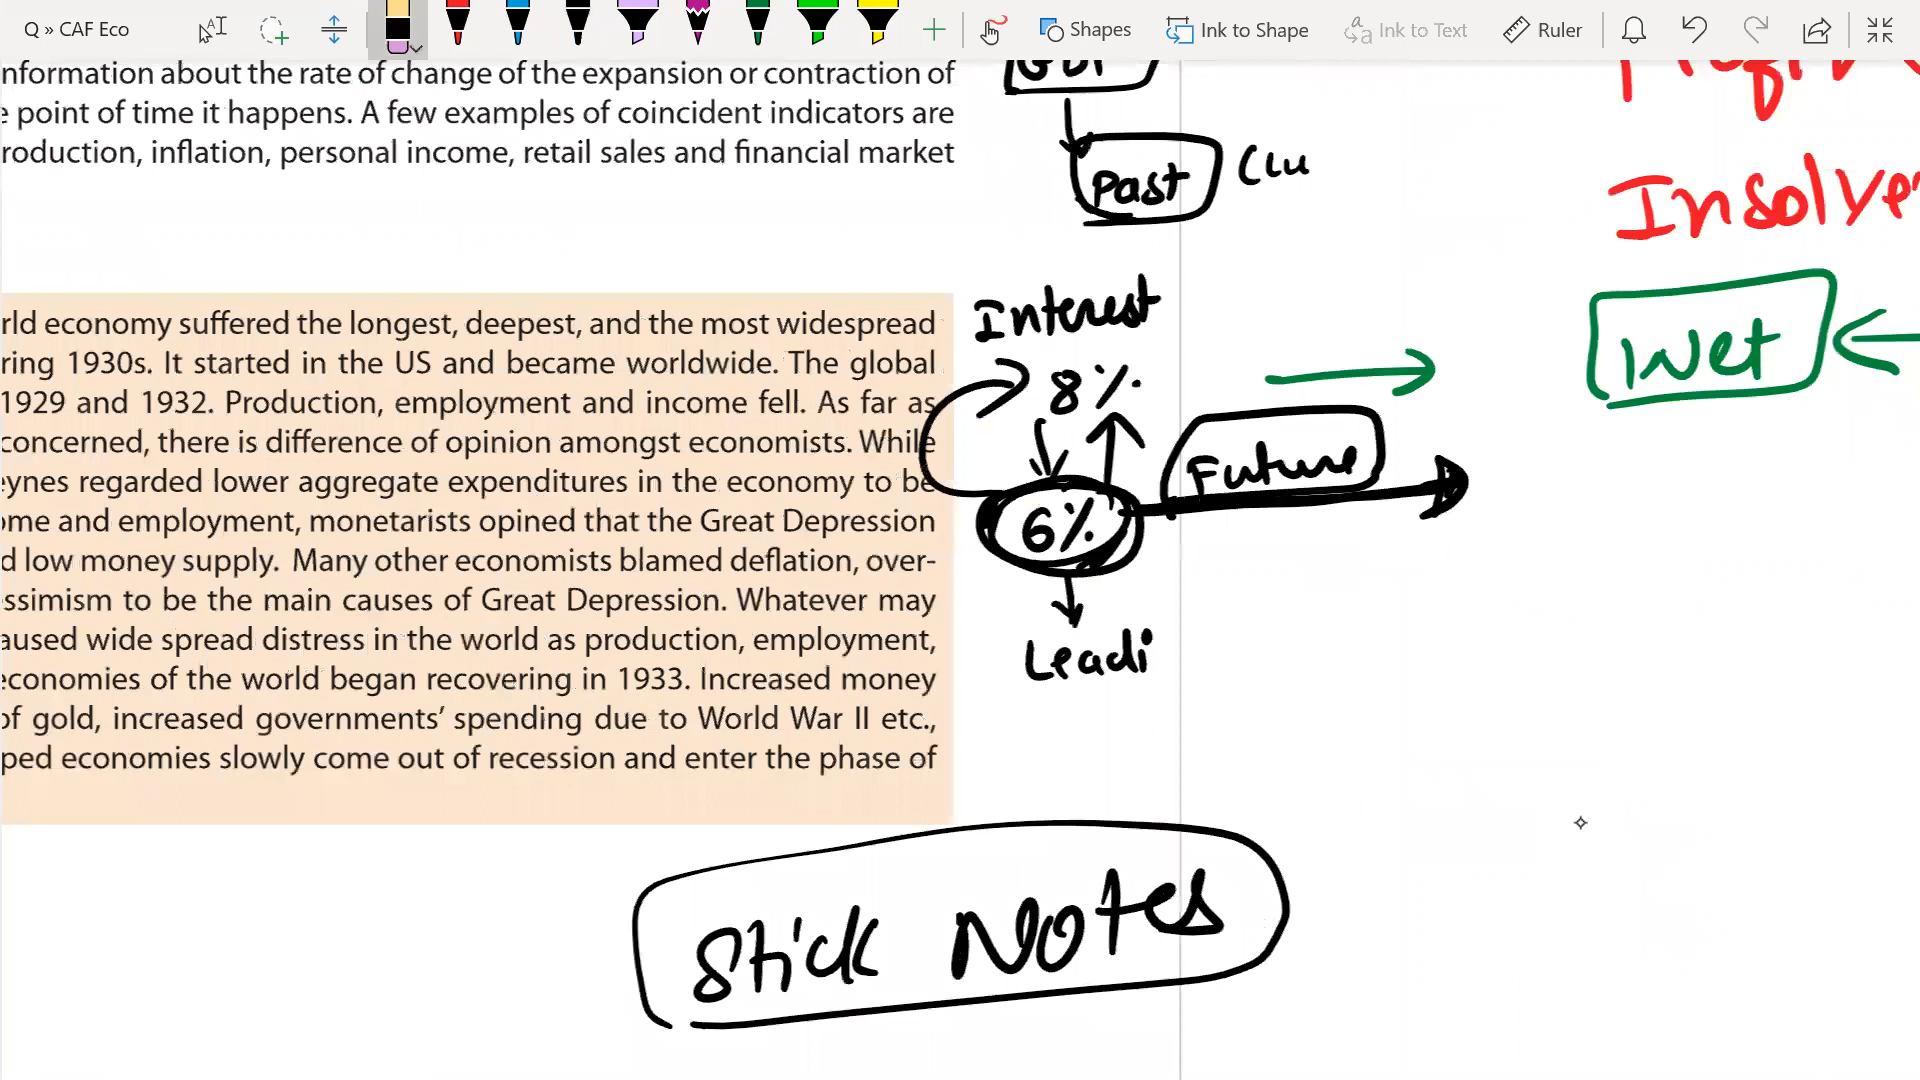 Q » CAF Eco
Shapes
Ink to Shape
Ink to Text
Ruler
nformation about the rate of change of the expansion or contraction of
point of time it happens. A few examples of coincident indicators are
roduction, inflation, personal income, retail sales and financial market
Past
Clu
Insolve
rld economy suffered the longest, deepest, and the most widespread
ring 1930s. It started in the US and became worldwide. The global
1929 and 1932. Production, employment and income fell. As far as
concerned, there is difference of opinion amongst economists. While
eynes regarded lower aggregate expenditures in the economy to be
ome and employment, monetarists opined that the Great Depression
d low money supply. Many other economists blamed deflation, over-
ssimism to be the main causes of Great Depression. Whatever may
aused wide spread distress in the world as production, employment,
economies of the world began recovering in 1933. Increased money
of gold, increased governments’ spending due to World War II etc.,
ped economies slowly come out of recession and enter the phase of
Interest
8%
6%
Leadi
Future
Stick Notes